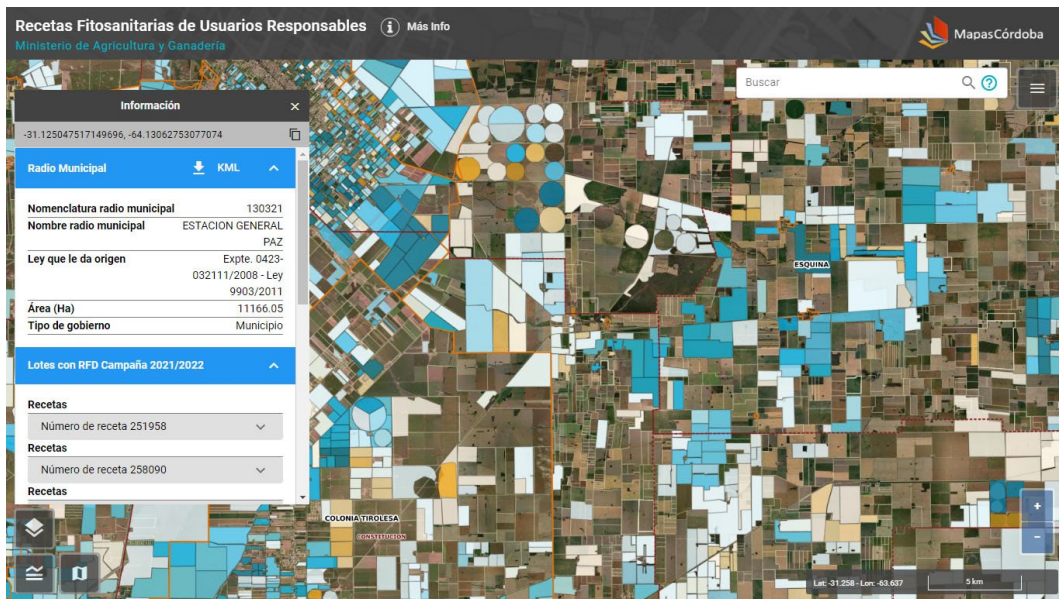 Recetas Fitosanitarias de Usuarios Responsables
i Más Info
Ministerio de Agricultura y Ganadería
MapasCórdoba
Buscar
?
Información ×
-31.125047517149696, -64.13062753077074
Radio Municipal KML
Nomenclatura radio municipal 130321
Nombre radio municipal ESTACION GENERAL
PAZ
Ley que le da origen Expte. 0423-
032111/2008 - Ley
9903/2011
Área (Ha) 11166.05
Tipo de gobierno Municipio
Lotes con RFD Campaña 2021/2022
Recetas
Número de receta 251958
Recetas
Número de receta 258090
Recetas
ESQUINA
COLONIA TIROLESA
CONSTITUCION
+
-
Lat: -31.258 - Lon: -63.637
5 km